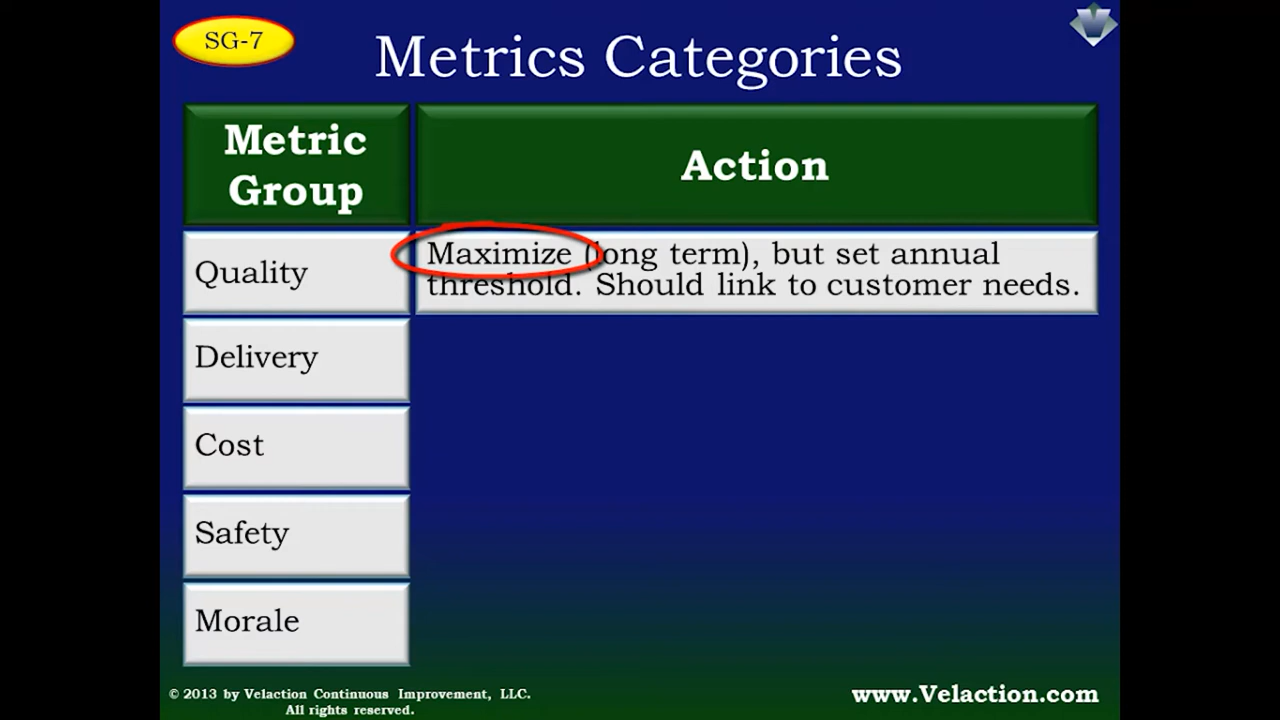 SG-7
Metrics Categories
Metric
Group
Action
Quality
Maximize (long term), but set annual
threshold. Should link to customer needs.
Delivery
Cost
Safety
Morale
© 2013 by Velaction Continuous Improvement, LLC.
All rights reserved.
www.Velaction.com